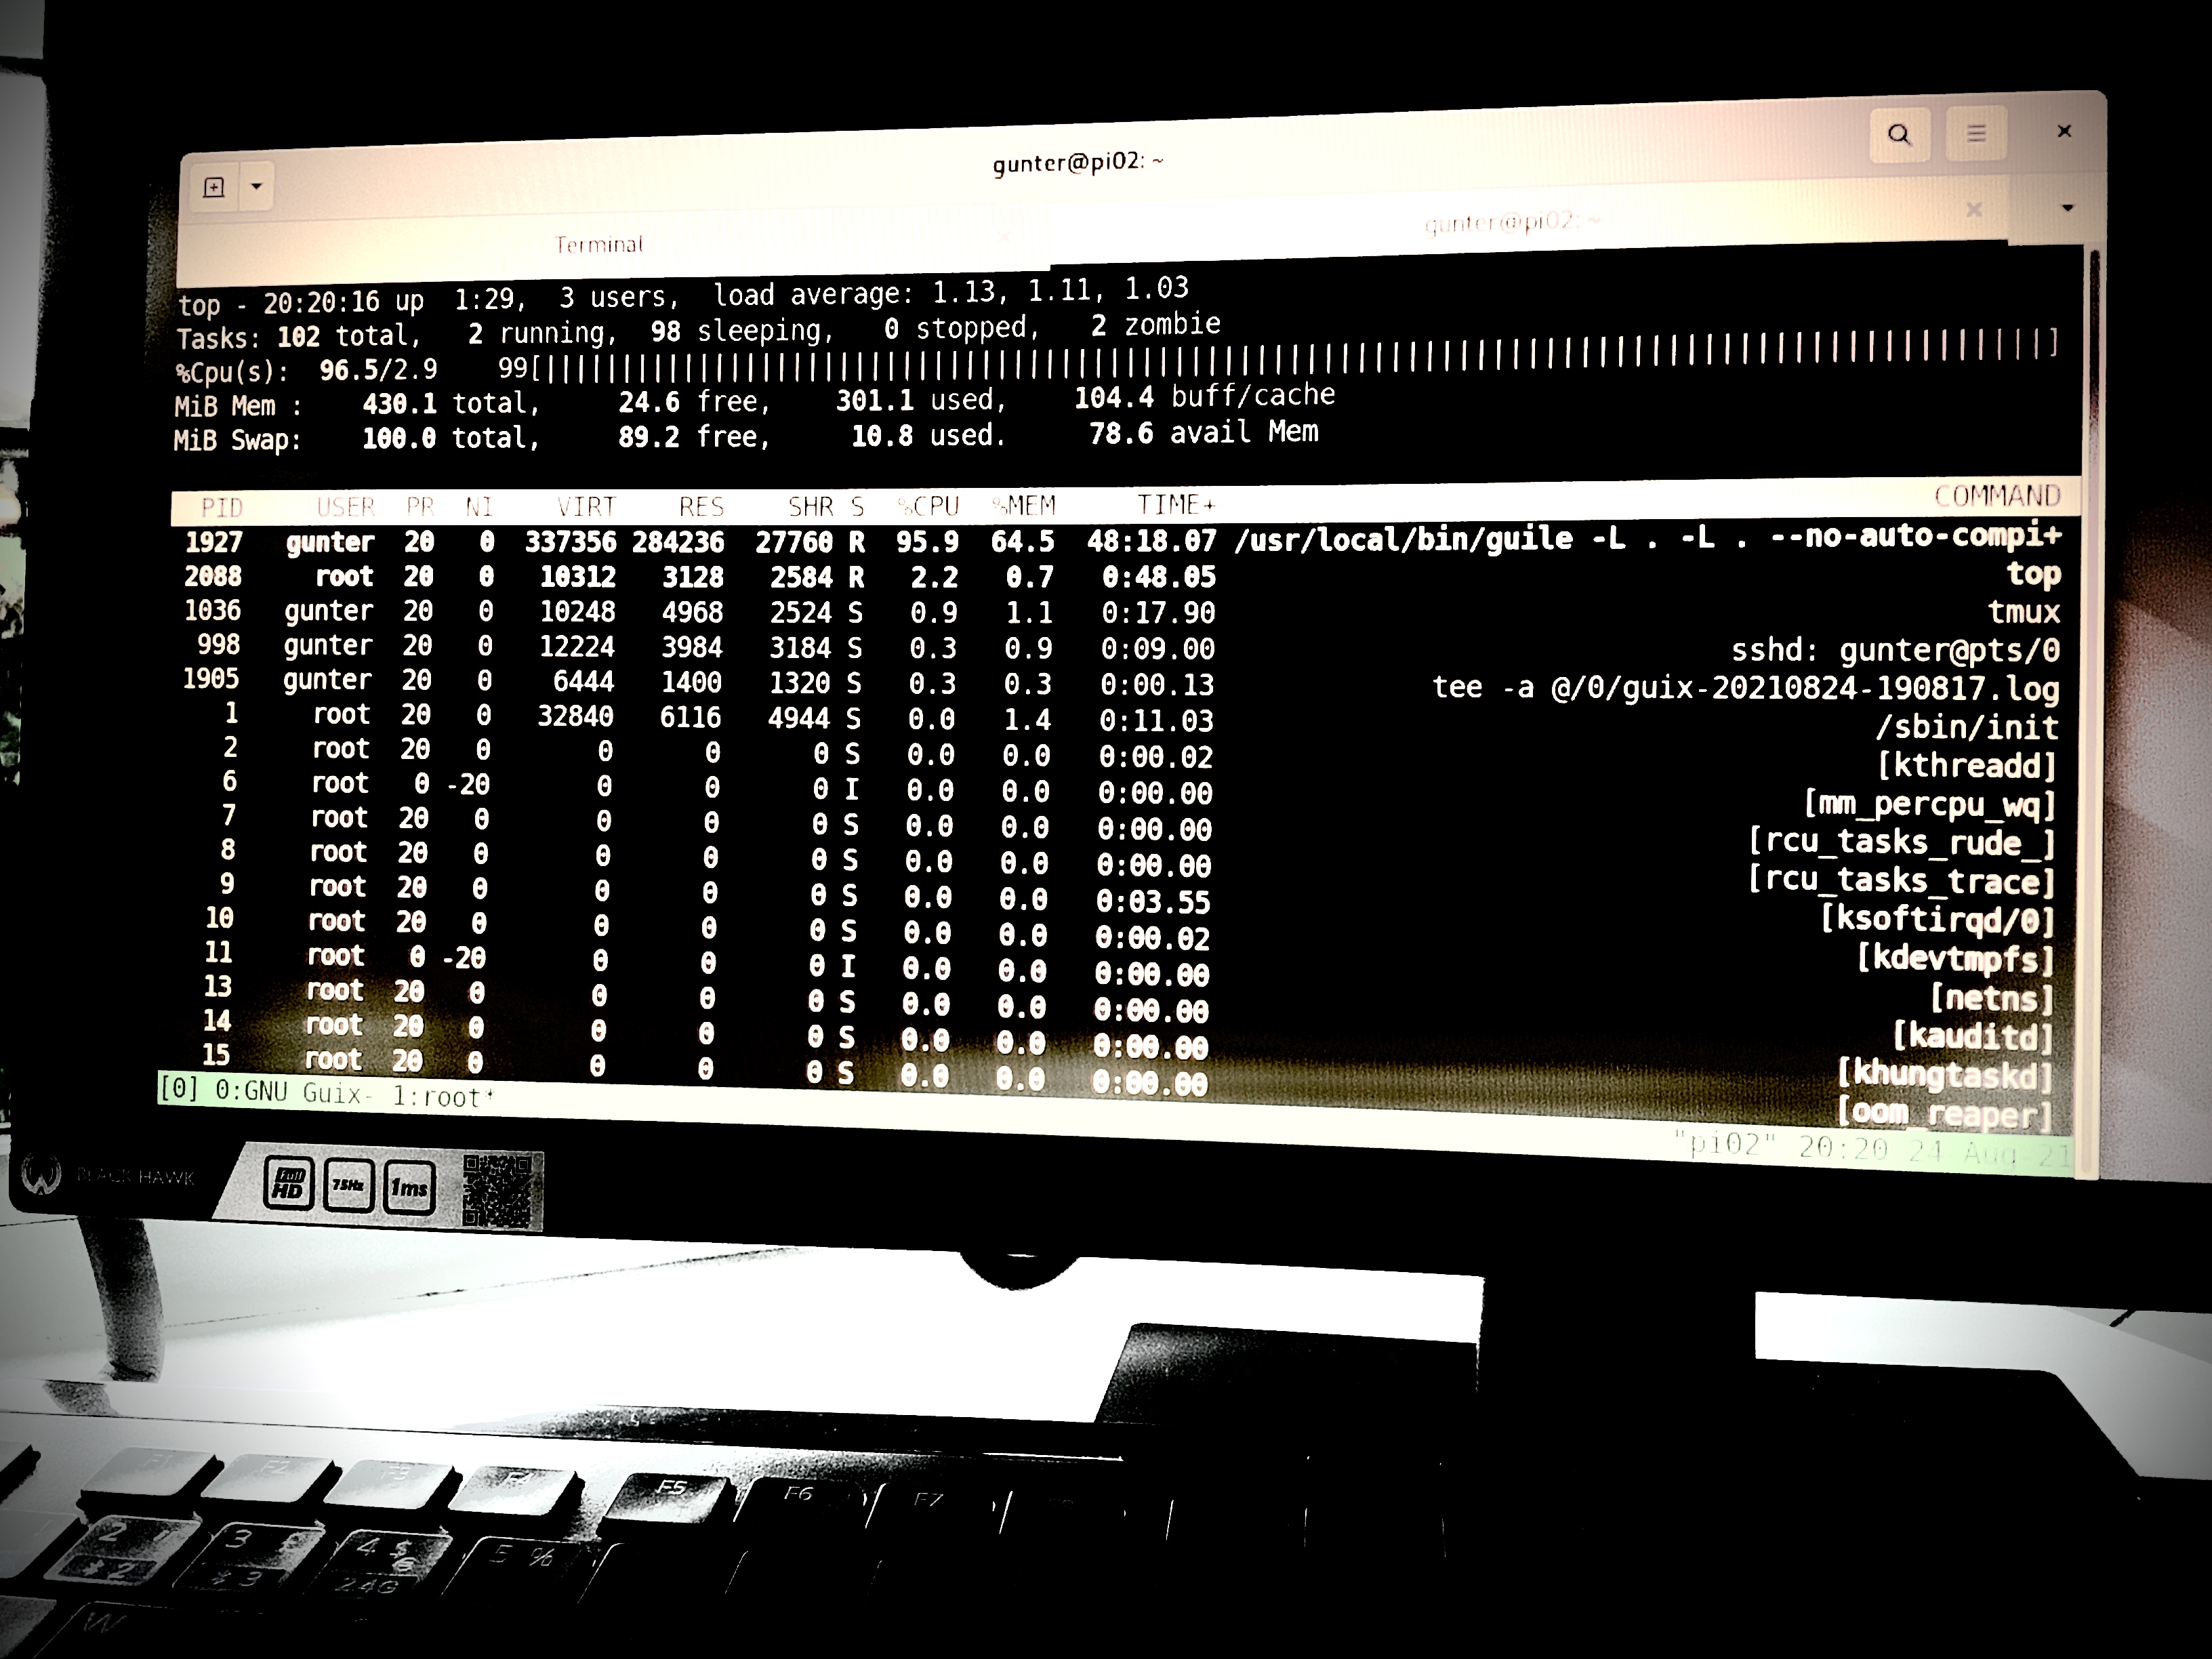 gunter@pi02: ~
Terminal
gunter@pi02: ~
top - 20:20:16 up 1:29, 3 users, load average: 1.13, 1.11, 1.03
Tasks: 102 total, 2 running, 98 sleeping, 0 stopped, 2 zombie
%Cpu(s): 96.5/2.9 99[||||||||||||||||||||||||||||||||||||||||||||||||||||||||||||||||||||||||||||||]
MiB Mem : 430.1 total, 24.6 free, 301.1 used, 104.4 buff/cache
MiB Swap: 100.0 total, 89.2 free, 10.8 used. 78.6 avail Mem
PID USER PR NI VIRT RES SHR S %CPU %MEM TIME+ COMMAND
1927 gunter 20 0 337356 284236 27760 R 95.9 64.5 48:18.07 /usr/local/bin/guile -L . -L . --no-auto-compi+
2088 root 20 0 10312 3128 2584 R 2.2 0.7 0:48.05 top
1036 gunter 20 0 10248 4968 2524 S 0.9 1.1 0:17.90 tmux
998 gunter 20 0 12224 3984 3184 S 0.3 0.9 0:09.00 sshd: gunter@pts/0
1905 gunter 20 0 6444 1400 1320 S 0.3 0.3 0:00.13 tee -a @/0/guix-20210824-190817.log
1 root 20 0 32840 6116 4944 S 0.0 1.4 0:11.03 /sbin/init
2 root 20 0 0 0 0 S 0.0 0.0 0:00.02 [kthreadd]
6 root 0 -20 0 0 0 I 0.0 0.0 0:00.00 [mm_percpu_wq]
7 root 20 0 0 0 0 S 0.0 0.0 0:00.00 [rcu_tasks_rude_]
8 root 20 0 0 0 0 S 0.0 0.0 0:00.00 [rcu_tasks_trace]
9 root 20 0 0 0 0 S 0.0 0.0 0:03.55 [ksoftirqd/0]
10 root 20 0 0 0 0 S 0.0 0.0 0:00.02 [kdevtmpfs]
11 root 0 -20 0 0 0 I 0.0 0.0 0:00.00 [netns]
13 root 20 0 0 0 0 S 0.0 0.0 0:00.00 [kauditd]
14 root 20 0 0 0 0 S 0.0 0.0 0:00.00 [khungtaskd]
15 root 20 0 0 0 0 S 0.0 0.0 0:00.00 [oom_reaper]
[0] 0:GNU Guix- 1:root* "pi02" 20:20 24-Aug-21
BLACK HAWK
Full HD
75Hz
1ms
F1 F2 F3 F4 F5 F6 F7
2
3
4 $
5 %
2.4G
W